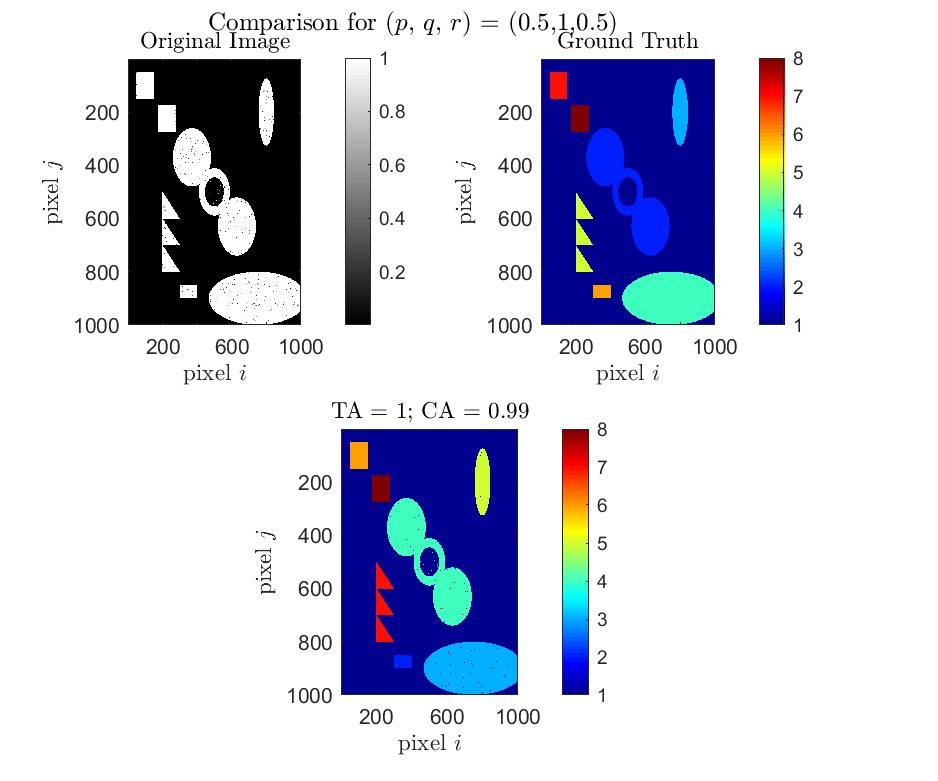 Comparison for (p, q, r) = (0.5,1,0.5)
Original Image
200
400
600
800
1000
pixel j
200 600 1000
pixel i
1
0.8
0.6
0.4
0.2
Ground Truth
200
400
600
800
1000
pixel j
200 600 1000
pixel i
8
7
6
5
4
3
2
1
TA = 1; CA = 0.99
200
400
600
800
1000
pixel j
200 600 1000
pixel i
8
7
6
5
4
3
2
1